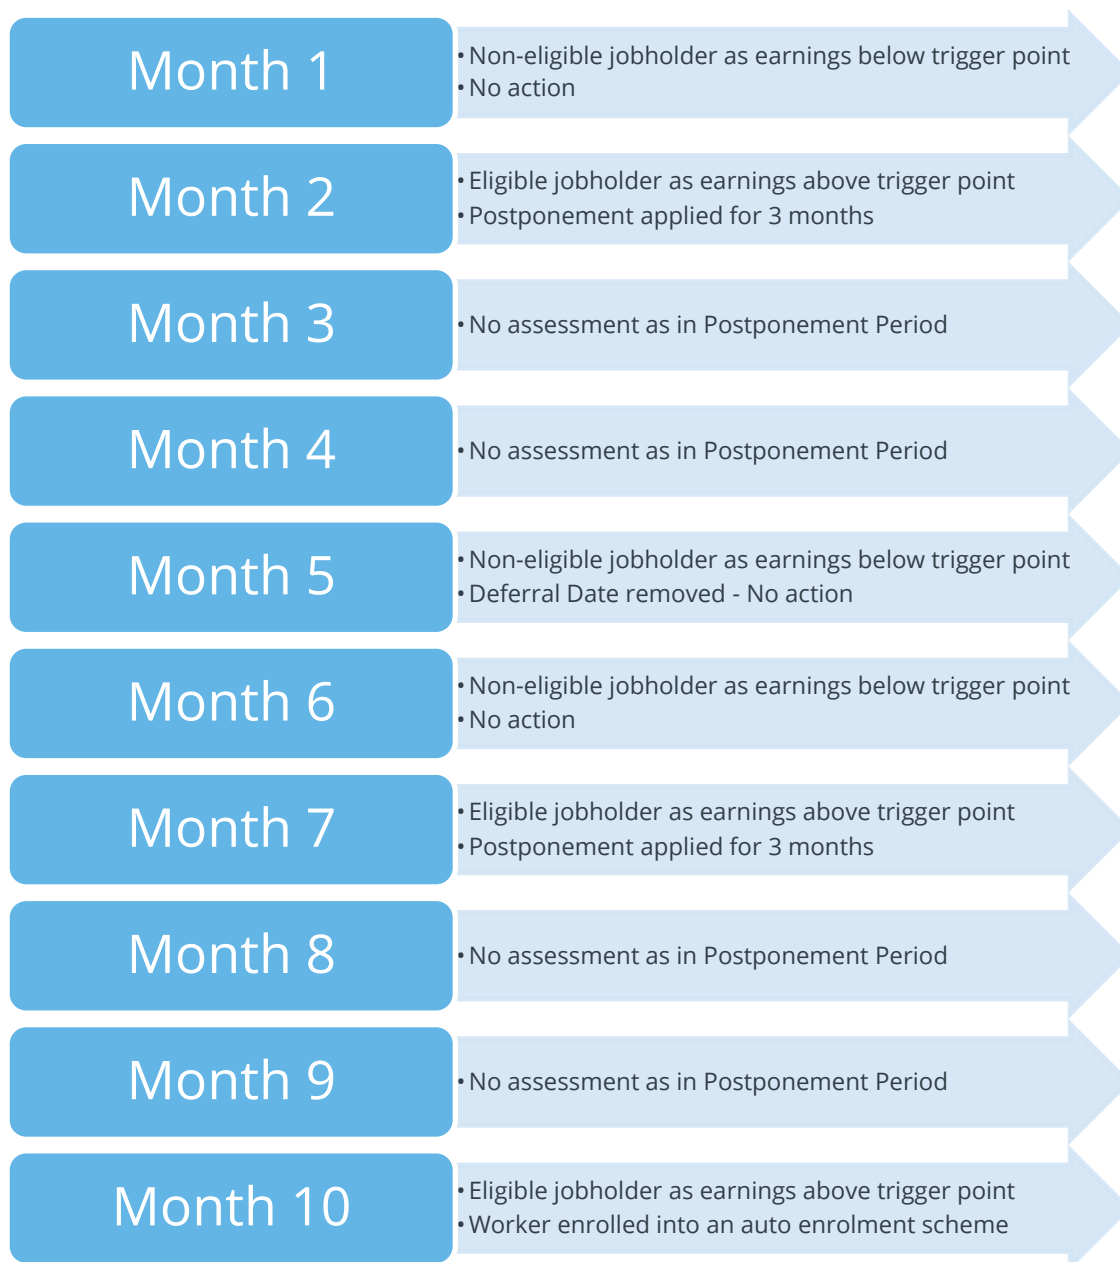 Month 1
• Non-eligible jobholder as earnings below trigger point
• No action
Month 2
• Eligible jobholder as earnings above trigger point
• Postponement applied for 3 months
Month 3
• No assessment as in Postponement Period
Month 4
• No assessment as in Postponement Period
Month 5
• Non-eligible jobholder as earnings below trigger point
• Deferral Date removed - No action
Month 6
• Non-eligible jobholder as earnings below trigger point
• No action
Month 7
• Eligible jobholder as earnings above trigger point
• Postponement applied for 3 months
Month 8
• No assessment as in Postponement Period
Month 9
• No assessment as in Postponement Period
Month 10
• Eligible jobholder as earnings above trigger point
• Worker enrolled into an auto enrolment scheme